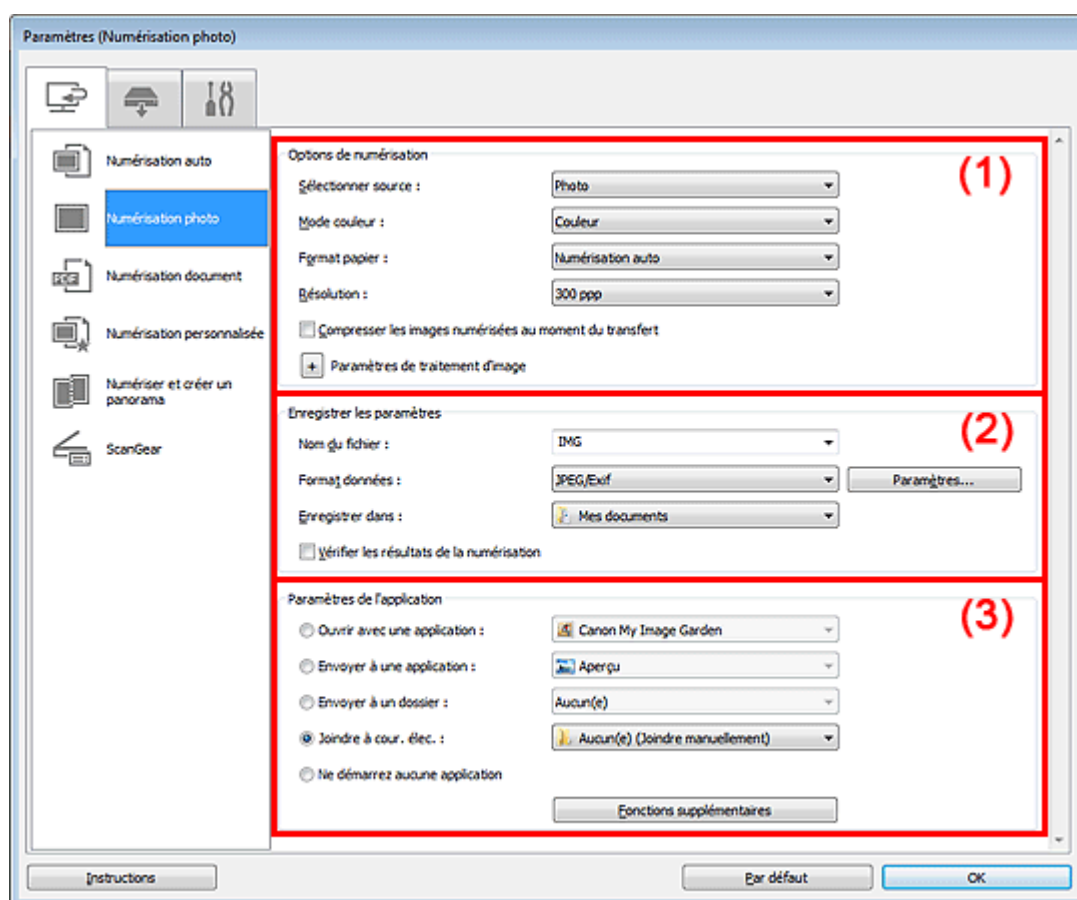 Paramètres (Numérisation photo)
Numérisation auto
Numérisation photo
Numérisation document
Numérisation personnalisée
Numériser et créer un
panorama
ScanGear
Options de numérisation
(1)
Sélectionner source : Photo
Mode couleur : Couleur
Format papier : Numérisation auto
Résolution : 300 ppp
Compresser les images numérisées au moment du transfert
+ Paramètres de traitement d'image
Enregistrer les paramètres
(2)
Nom du fichier : IMG
Format données : JPEG/Exif Paramètres...
Enregistrer dans : Mes documents
Vérifier les résultats de la numérisation
Paramètres de l'application
(3)
Ouvrir avec une application : Canon My Image Garden
Envoyer à une application : Aperçu
Envoyer à un dossier : Aucun(e)
Joindre à cour. élec. : Aucun(e) (Joindre manuellement)
Ne démarrez aucune application
Fonctions supplémentaires
Instructions Par défaut OK